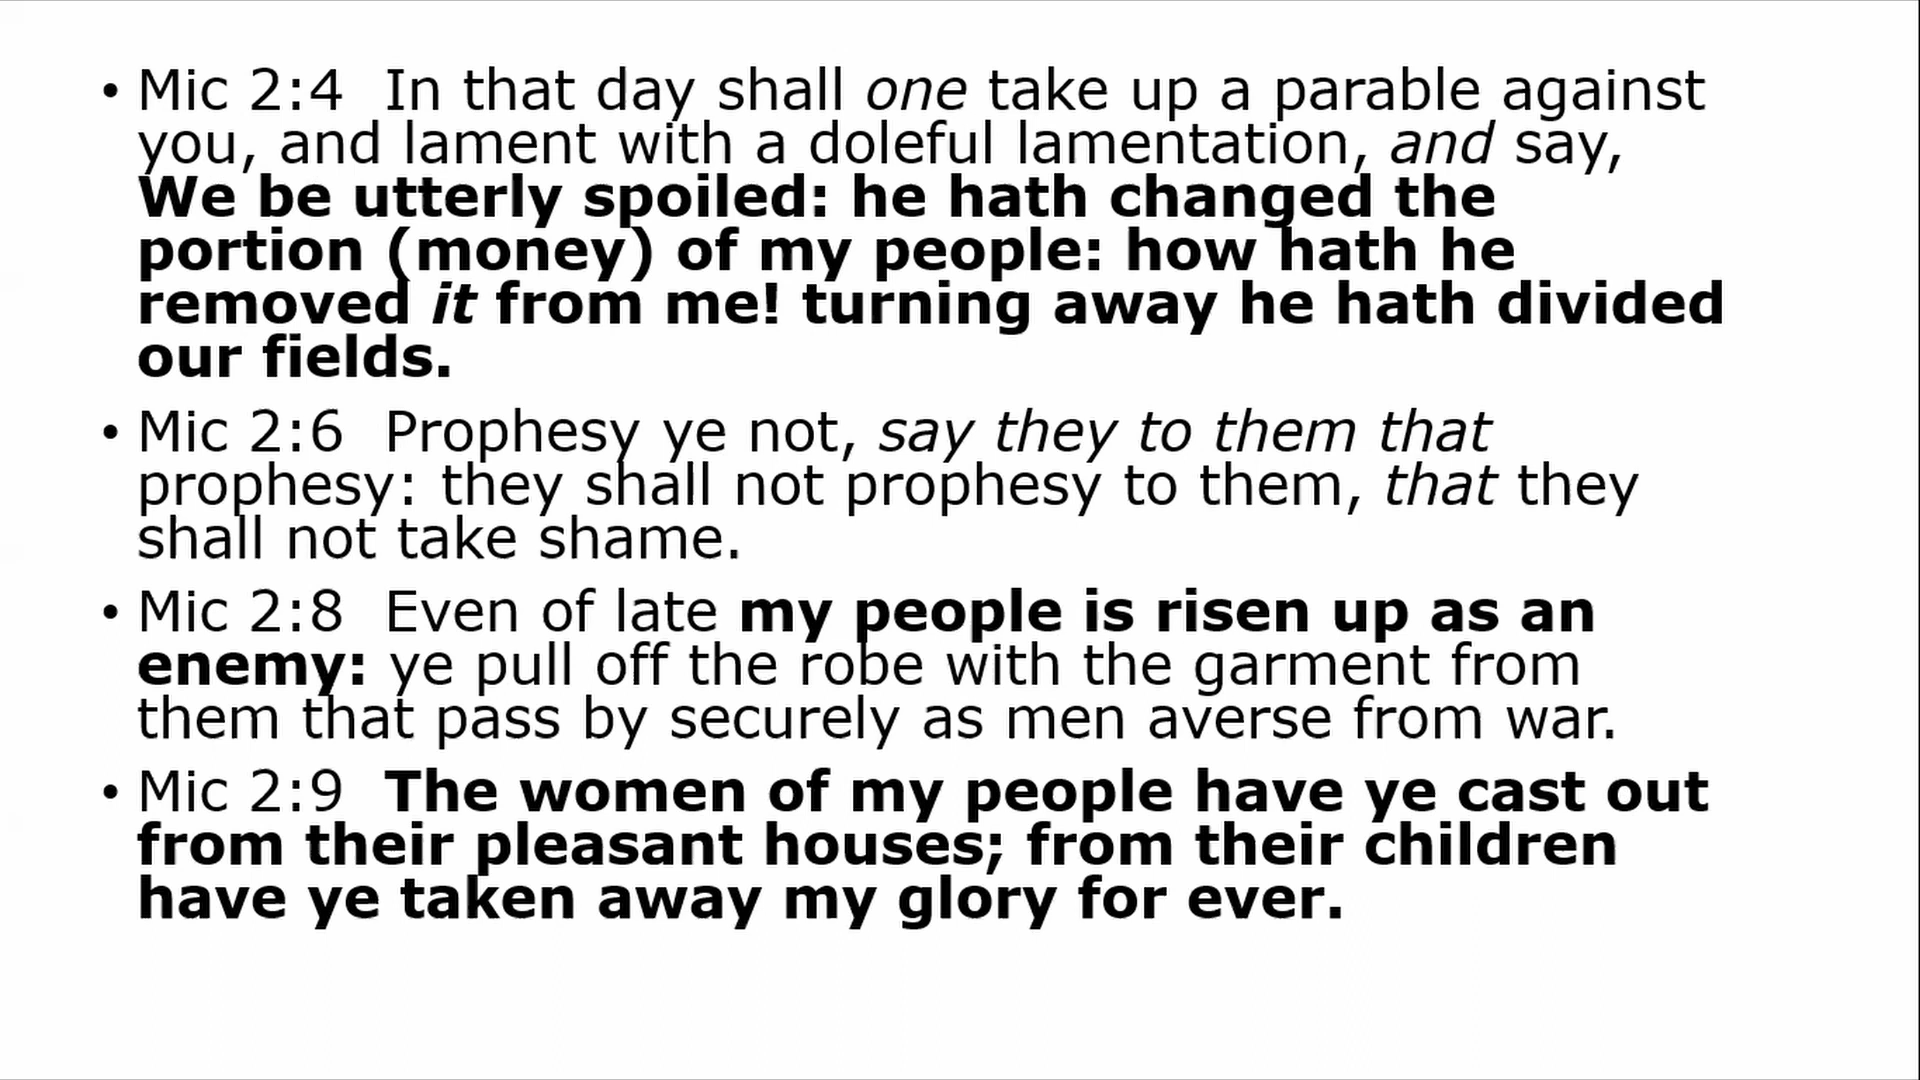 • Mic 2:4  In that day shall one take up a parable against
you, and lament with a doleful lamentation, and say,
We be utterly spoiled: he hath changed the
portion (money) of my people: how hath he
removed it from me! turning away he hath divided
our fields.
• Mic 2:6  Prophesy ye not, say they to them that
prophesy: they shall not prophesy to them, that they
shall not take shame.
• Mic 2:8  Even of late my people is risen up as an
enemy: ye pull off the robe with the garment from
them that pass by securely as men averse from war.
• Mic 2:9  The women of my people have ye cast out
from their pleasant houses; from their children
have ye taken away my glory for ever.